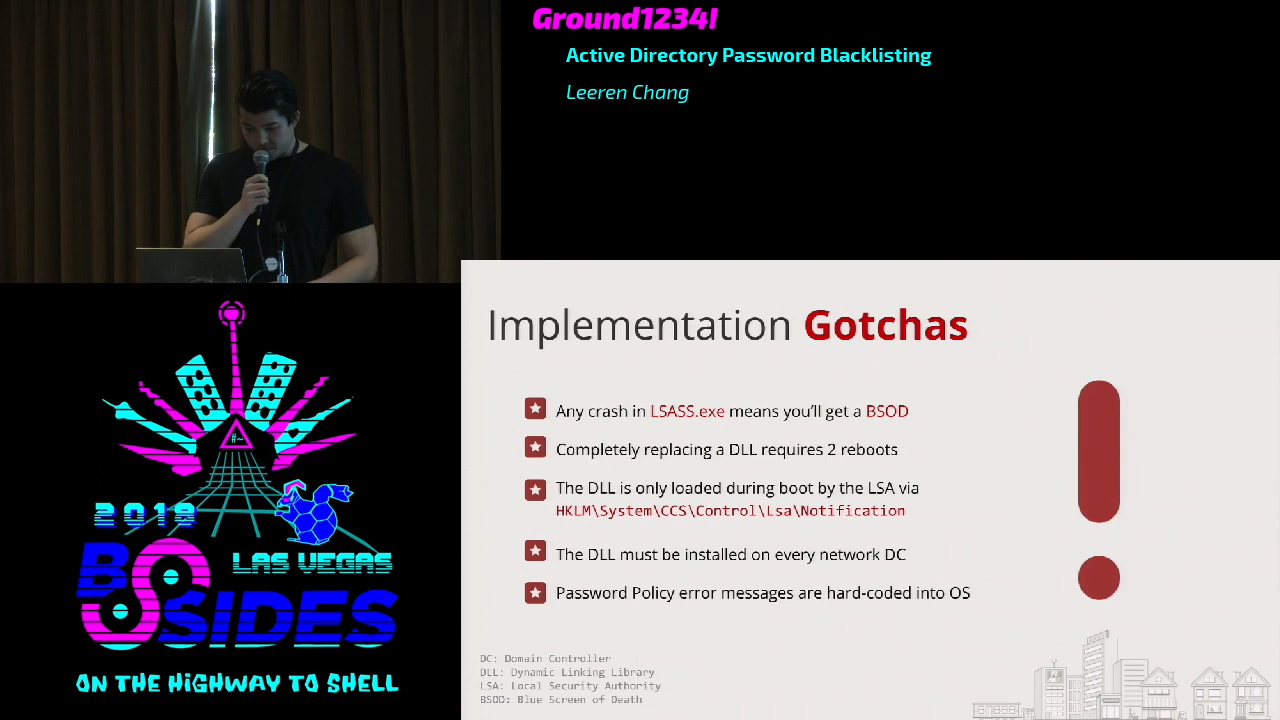 Ground1234!
Active Directory Password Blacklisting
Leeren Chang
Implementation Gotchas
Any crash in LSASS.exe means you'll get a BSOD
Completely replacing a DLL requires 2 reboots
The DLL is only loaded during boot by the LSA via
HKLM\System\CCS\Control\Lsa\Notification
The DLL must be installed on every network DC
Password Policy error messages are hard-coded into OS
DC: Domain Controller
DLL: Dynamic Linking Library
LSA: Local Security Authority
BSOD: Blue Screen of Death
#~
2019
LAS VEGAS
BSIDES
ON THE HIGHWAY TO SHELL